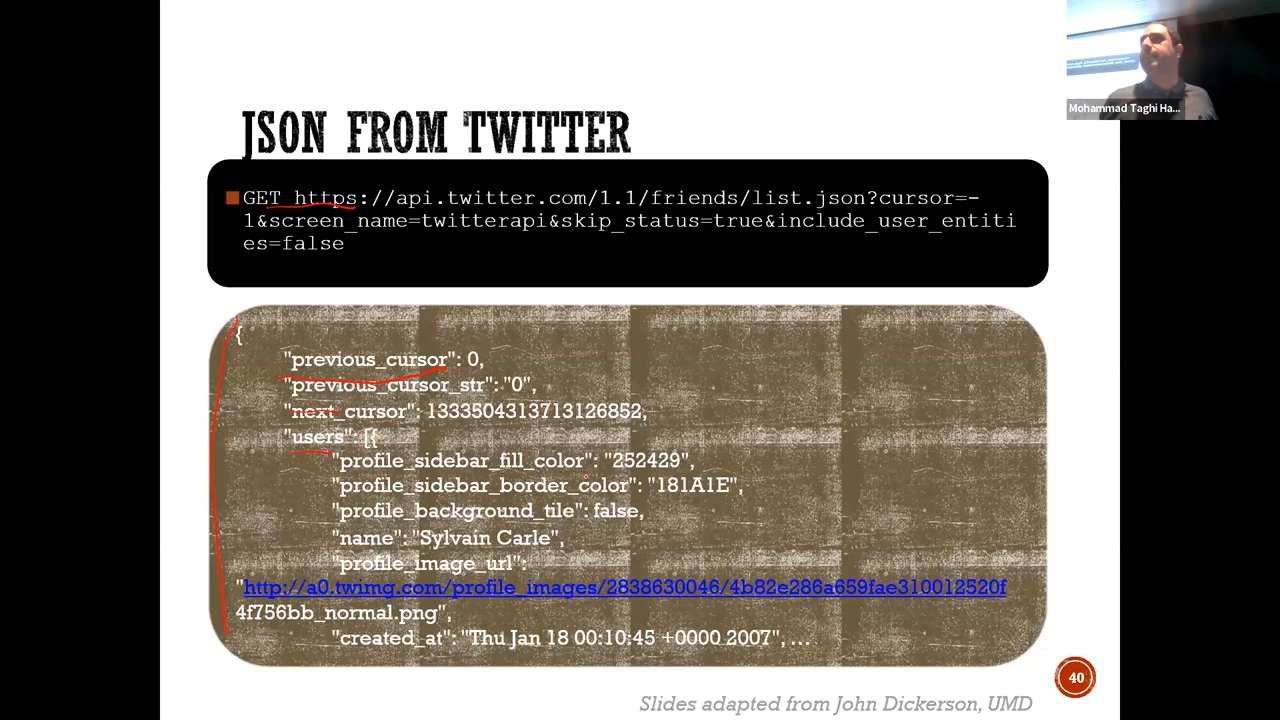 Mohammad Taghi Ha...
JSON FROM TWITTER
GET https://api.twitter.com/1.1/friends/list.json?cursor=-
1&screen_name=twitterapi&skip_status=true&include_user_entiti
es=false
{
"previous_cursor": 0,
"previous_cursor_str": "0",
"next_cursor": 1333504313713126852,
"users": [{
"profile_sidebar_fill_color": "252429",
"profile_sidebar_border_color": "181A1E",
"profile_background_tile": false,
"name": "Sylvain Carle",
"profile_image_url":
"http://a0.twimg.com/profile_images/2838630046/4b82e286a659fae310012520f
4f756bb_normal.png",
"created_at": "Thu Jan 18 00:10:45 +0000 2007", ...
40
Slides adapted from John Dickerson, UMD